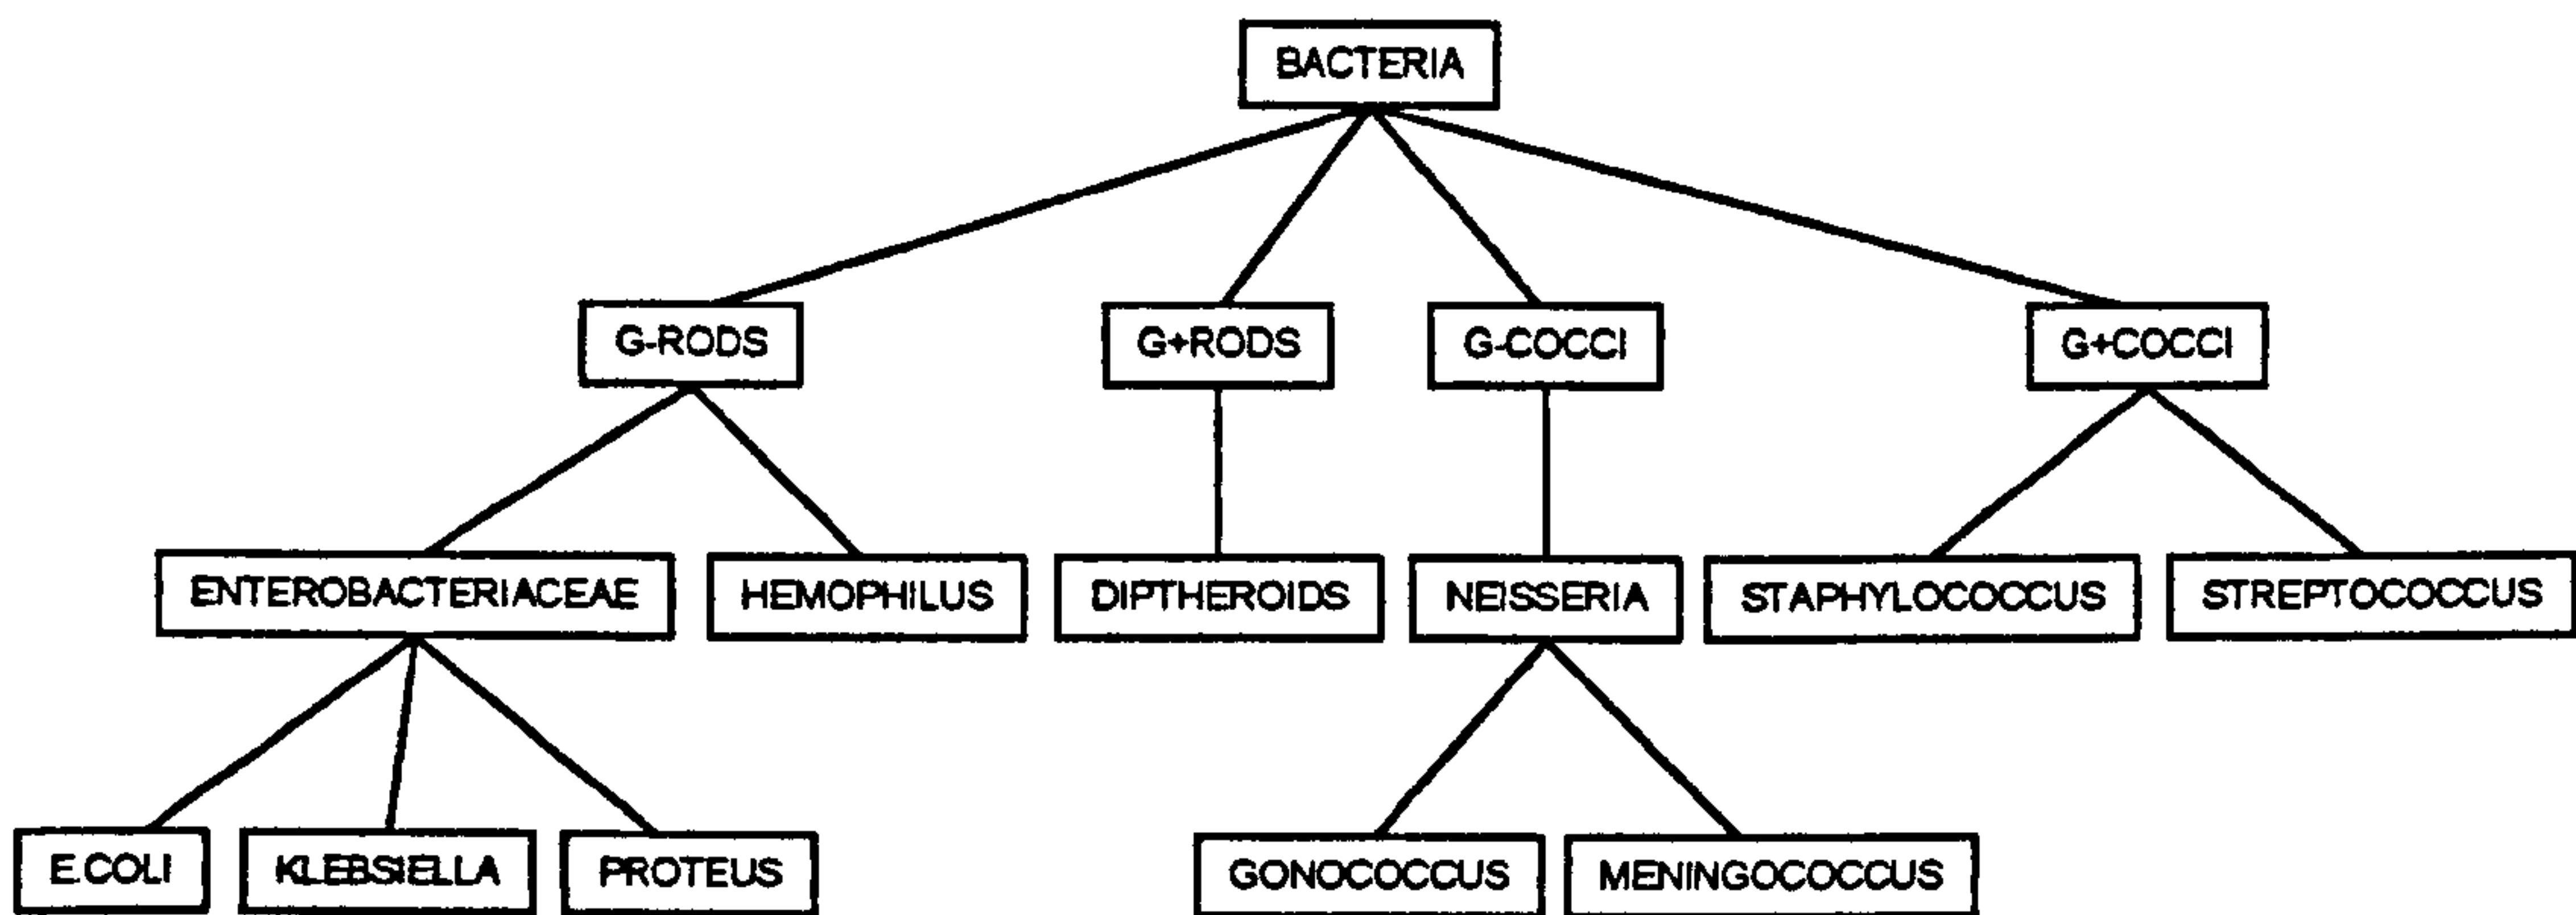 BACTERIA
G-RODS
G+RODS
G-COCCI
G+COCCI
ENTEROBACTERIACEAE
HEMOPHILUS
DIPTHEROIDS
NEISSERIA
STAPHYLOCOCCUS
STREPTOCOCCUS
E.COLI
KLEBSIELLA
PROTEUS
GONOCOCCUS
MENINGOCOCCUS